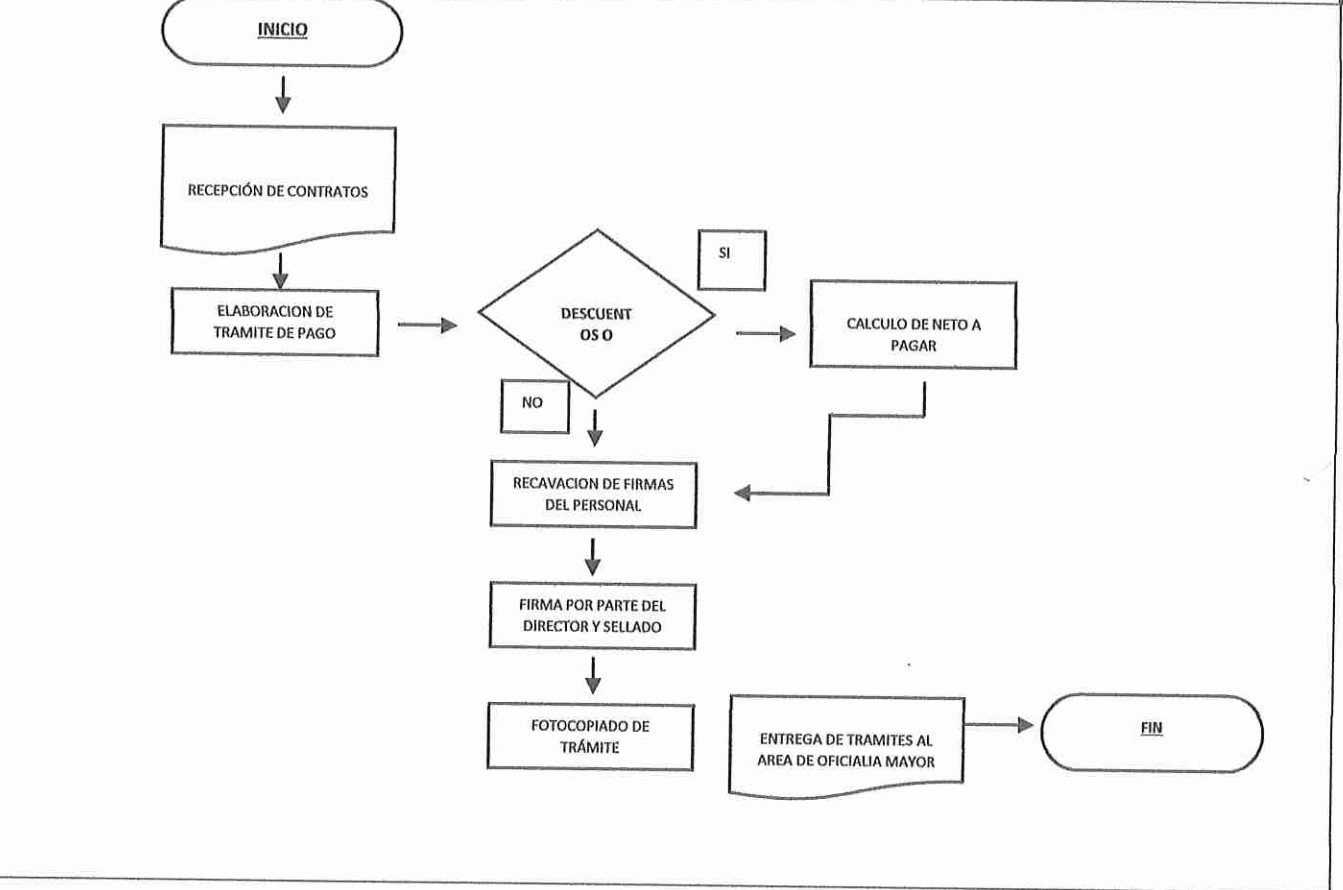 INICIO
RECEPCIÓN DE CONTRATOS
ELABORACION DE
TRAMITE DE PAGO
DESCUENT
OS O
SI
CALCULO DE NETO A
PAGAR
NO
RECAVACION DE FIRMAS
DEL PERSONAL
FIRMA POR PARTE DEL
DIRECTOR Y SELLADO
FOTOCOPIADO DE
TRÁMITE
ENTREGA DE TRAMITES AL
AREA DE OFICIALIA MAYOR
FIN